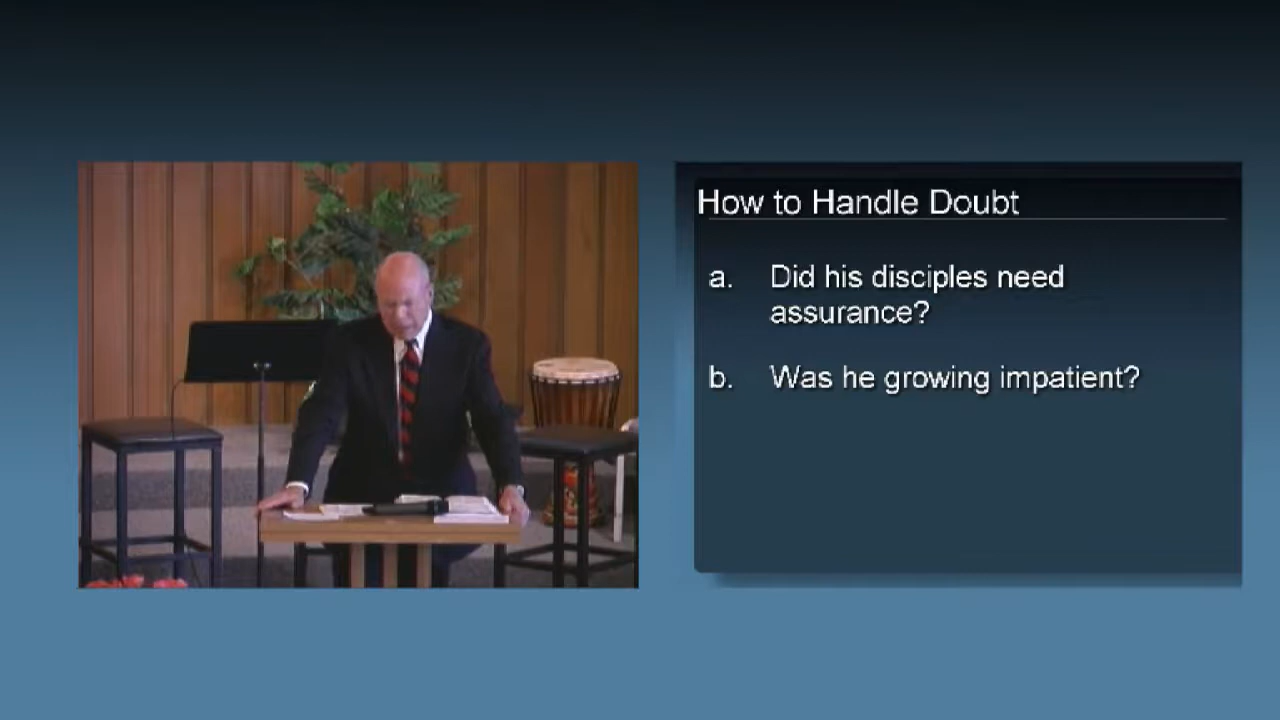 How to Handle Doubt
a. Did his disciples need
assurance?
b. Was he growing impatient?